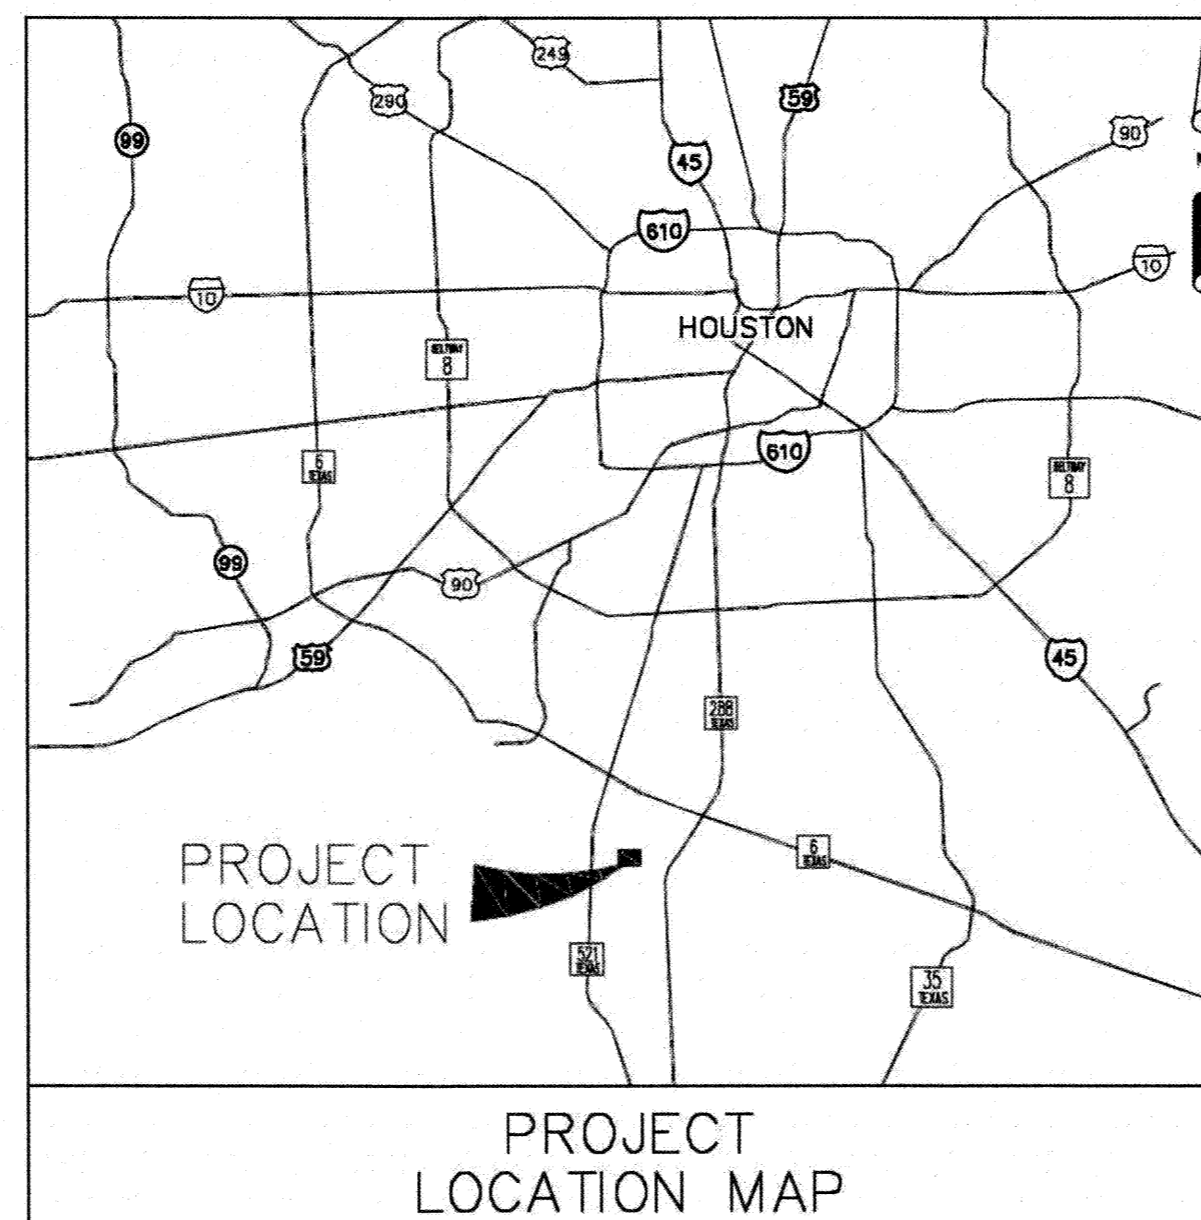 249
290
59
99
90
45
610
10
10
HOUSTON
BELTWAY
8
610
6
TEXAS
BELTWAY
8
99
90
59
45
288
TEXAS
PROJECT
LOCATION
6
TEXAS
521
TEXAS
35
TEXAS
PROJECT
LOCATION MAP